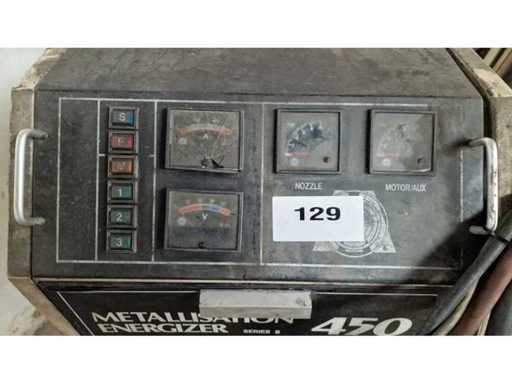 S
A
V
1
2
3
NOZZLE MOTOR/AUX
129
METALLISATION
ENERGIZER SERIES B 450